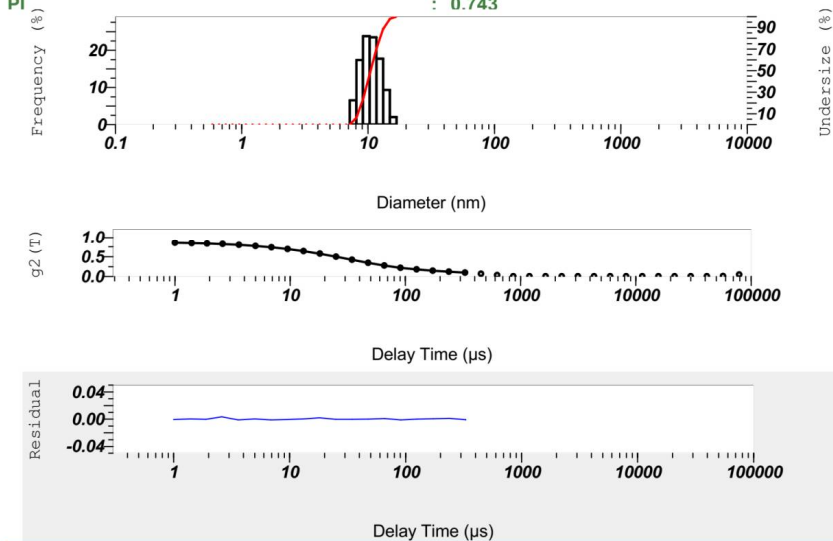 PI : 0.743
Frequency (%)
20
10
0
90
70
50
30
10
Undersize (%)
0.1 1 10 100 1000 10000
Diameter (nm)
g2(T)
1.0
0.5
0.0
1 10 100 1000 10000 100000
Delay Time (µs)
Residual
0.04
0.00
-0.04
1 10 100 1000 10000 100000
Delay Time (µs)